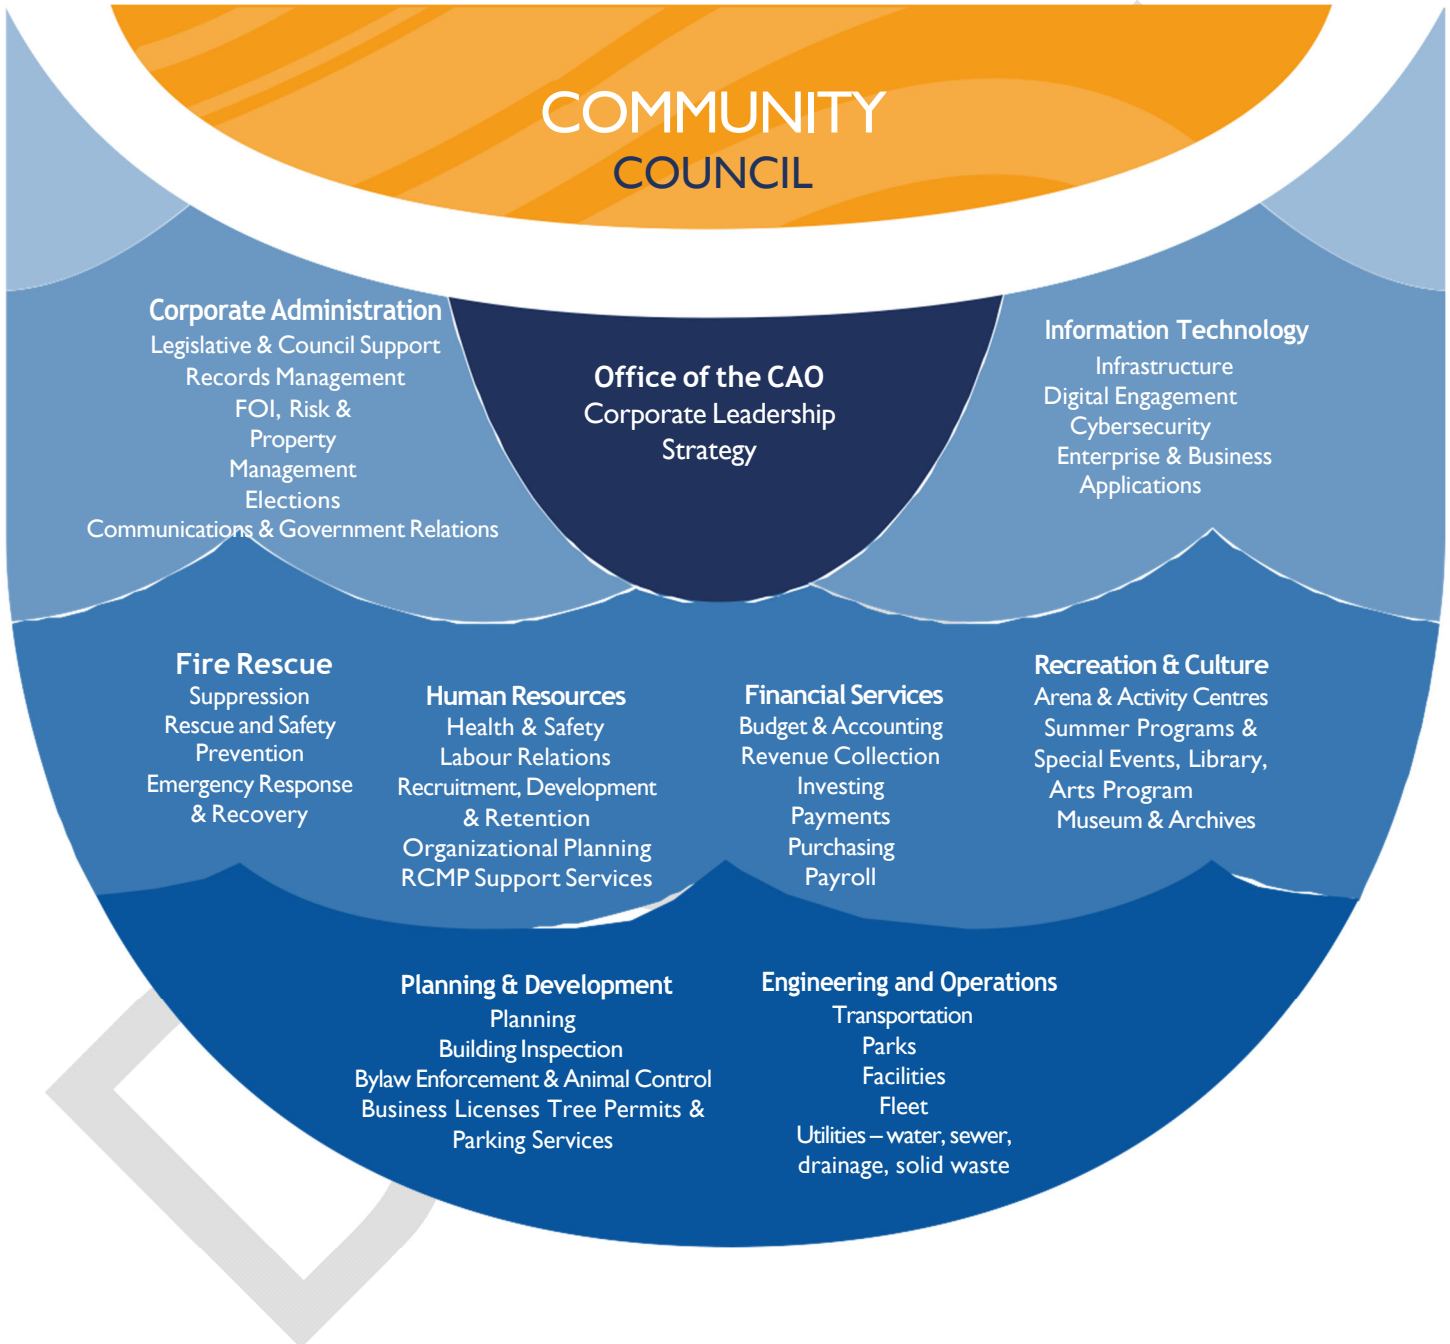 COMMUNITY
COUNCIL
Corporate Administration
Legislative & Council Support
Records Management
FOI, Risk &
Property
Management
Elections
Communications & Government Relations
Office of the CAO
Corporate Leadership
Strategy
Information Technology
Infrastructure
Digital Engagement
Cybersecurity
Enterprise & Business
Applications
Fire Rescue
Suppression
Rescue and Safety
Prevention
Emergency Response
& Recovery
Human Resources
Health & Safety
Labour Relations
Recruitment, Development
& Retention
Organizational Planning
RCMP Support Services
Financial Services
Budget & Accounting
Revenue Collection
Investing
Payments
Purchasing
Payroll
Recreation & Culture
Arena & Activity Centres
Summer Programs &
Special Events, Library,
Arts Program
Museum & Archives
Planning & Development
Planning
Building Inspection
Bylaw Enforcement & Animal Control
Business Licenses Tree Permits &
Parking Services
Engineering and Operations
Transportation
Parks
Facilities
Fleet
Utilities – water, sewer,
drainage, solid waste